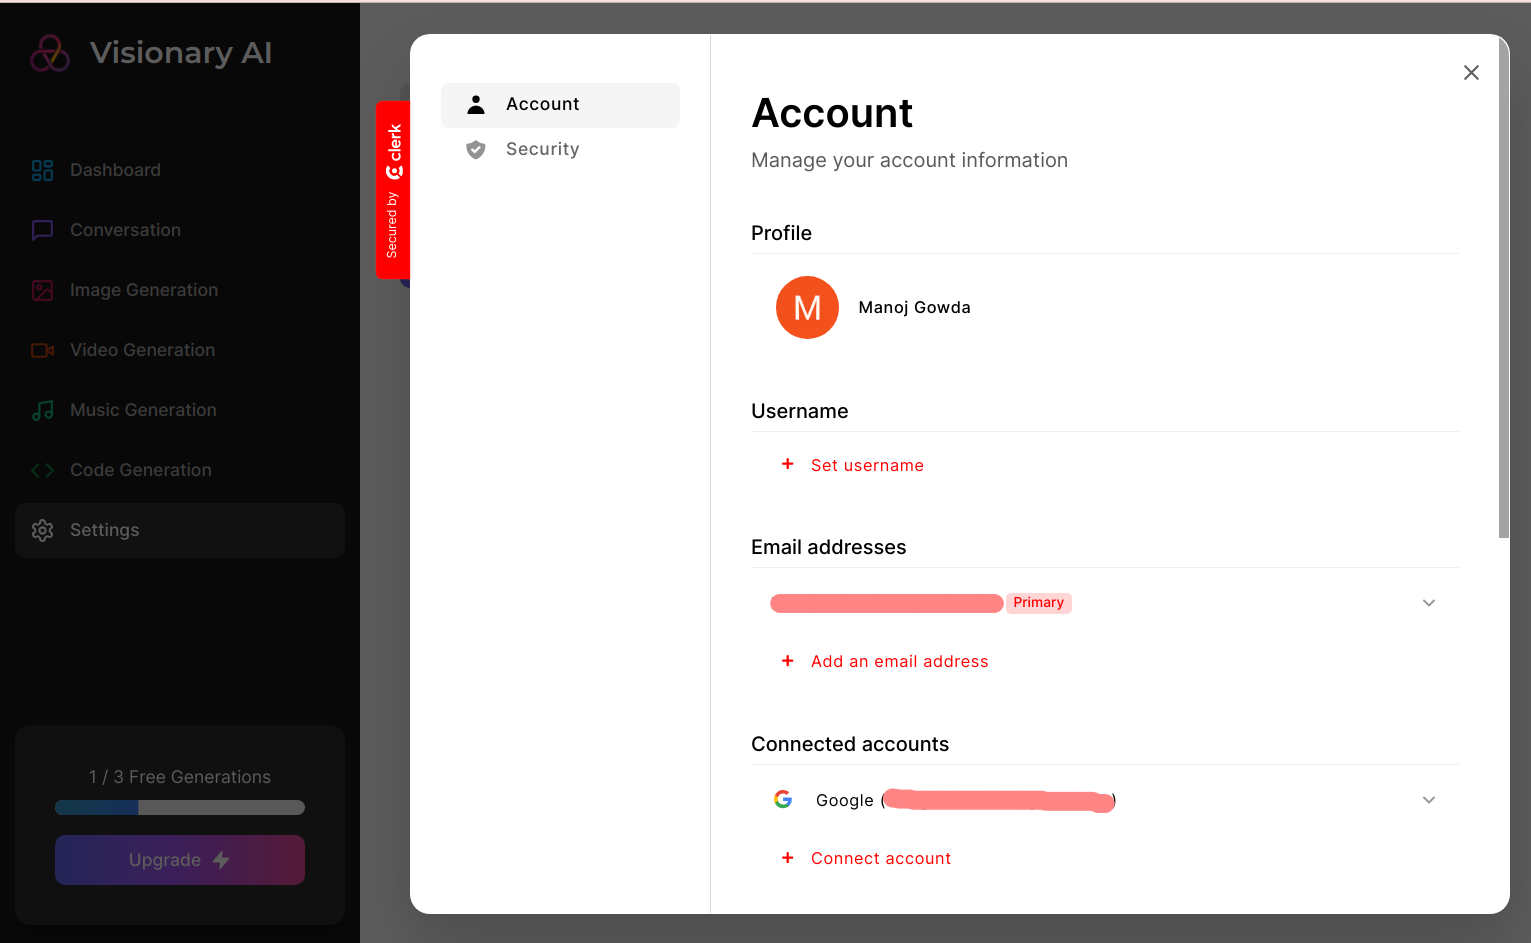 Visionary AI
Dashboard
Conversation
Image Generation
Video Generation
Music Generation
Code Generation
Settings
1 / 3 Free Generations
Upgrade
Secured by clerk
Account
Security
Account
Manage your account information
Profile
M
Manoj Gowda
Username
+ Set username
Email addresses
Primary
+ Add an email address
Connected accounts
Google ( )
+ Connect account